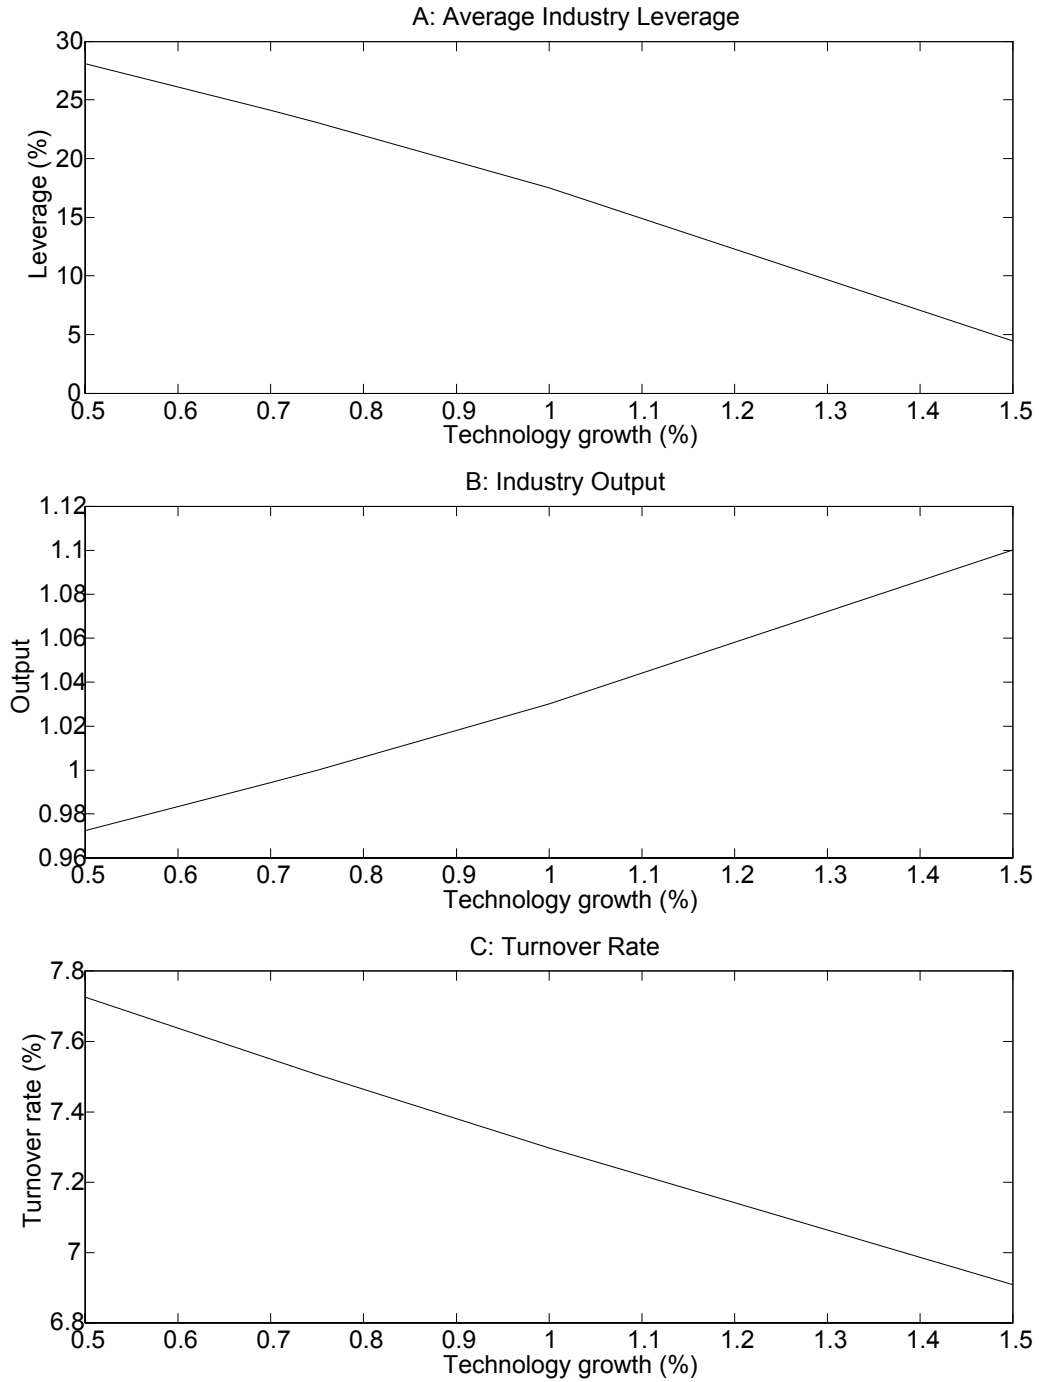 A: Average Industry Leverage
30
25
20
15
10
5
0
Leverage (%)
0.5 0.6 0.7 0.8 0.9 1 1.1 1.2 1.3 1.4 1.5
Technology growth (%)
B: Industry Output
1.12
1.1
1.08
1.06
1.04
1.02
1
0.98
0.96
Output
0.5 0.6 0.7 0.8 0.9 1 1.1 1.2 1.3 1.4 1.5
Technology growth (%)
C: Turnover Rate
7.8
7.6
7.4
7.2
7
6.8
Turnover rate (%)
0.5 0.6 0.7 0.8 0.9 1 1.1 1.2 1.3 1.4 1.5
Technology growth (%)